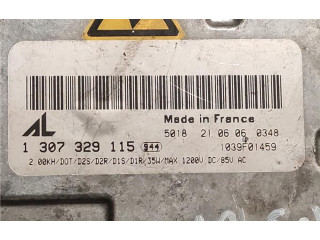 Made in France
AL
5018 21 06 06 0348
1 307 329 115 944
1039F01459
2 00KH/DOT/D2S/D2R/D1S/D1R/35W/MAX 1200V DC/85V AC